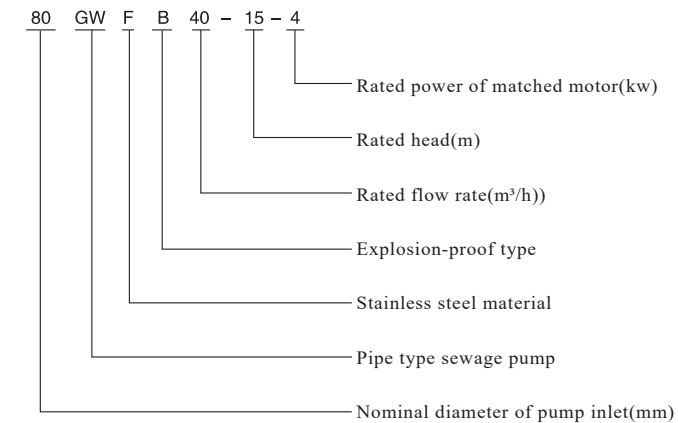 80 GW F B 40 – 15 – 4
Rated power of matched motor(kw)
Rated head(m)
Rated flow rate(m³/h))
Explosion-proof type
Stainless steel material
Pipe type sewage pump
Nominal diameter of pump inlet(mm)